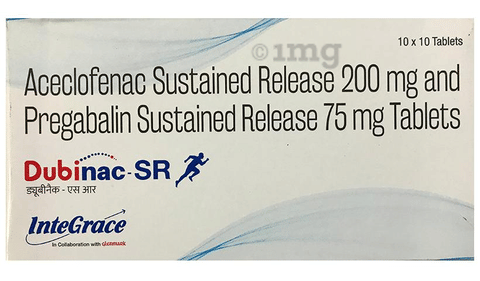 ©1mg
10 x 10 Tablets
Aceclofenac Sustained Release 200 mg and
Pregabalin Sustained Release 75 mg Tablets
Dubinac-SR
ड्यूबीनैक - एस आर
InteGrace
In Collaboration with glenmark